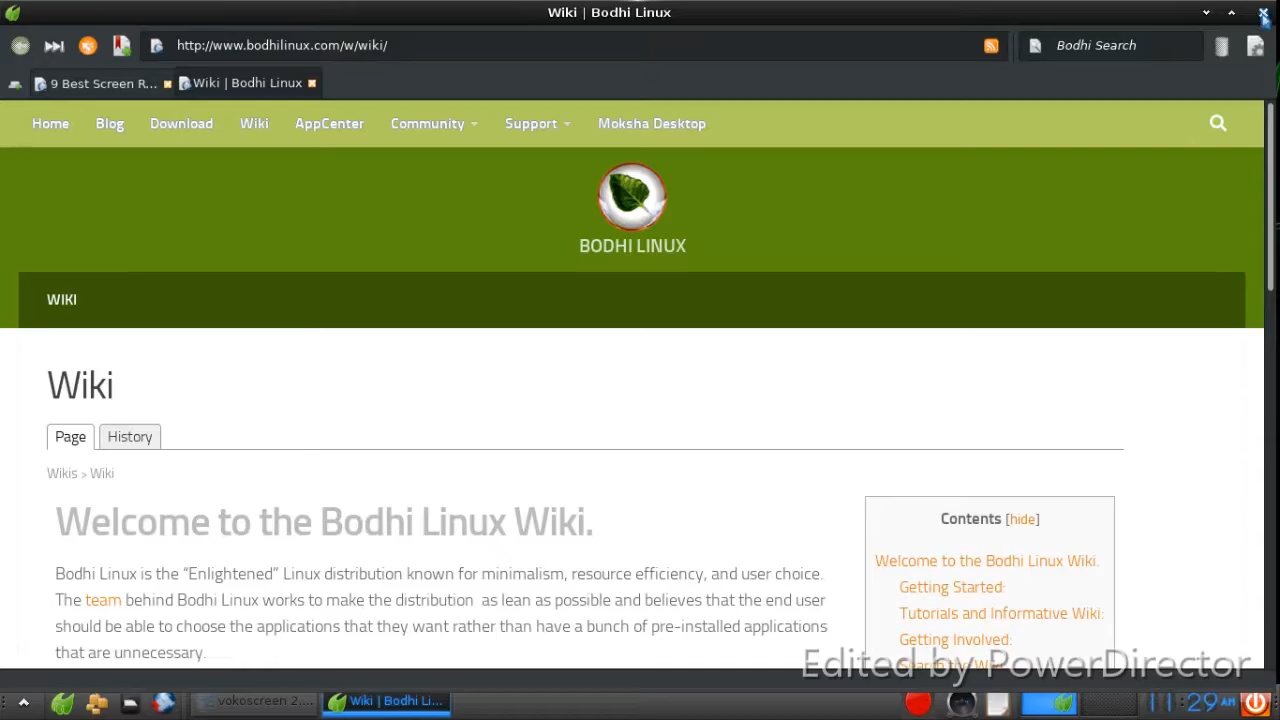 Wiki | Bodhi Linux
http://www.bodhilinux.com/w/wiki/
Bodhi Search
9 Best Screen R...
Wiki | Bodhi Linux
Home Blog Download Wiki AppCenter Community Support Moksha Desktop
BODHI LINUX
WIKI
Wiki
Page History
Wikis > Wiki
Welcome to the Bodhi Linux Wiki.
Bodhi Linux is the “Enlightened” Linux distribution known for minimalism, resource efficiency, and user choice.
The team behind Bodhi Linux works to make the distribution as lean as possible and believes that the end user
should be able to choose the applications that they want rather than have a bunch of pre-installed applications
that are unnecessary.
Contents [hide]
Welcome to the Bodhi Linux Wiki.
Getting Started:
Tutorials and Informative Wiki:
Getting Involved:
Edited by PowerDirector
vokoscreen 2....
Wiki | Bodhi Li...
11:29 AM